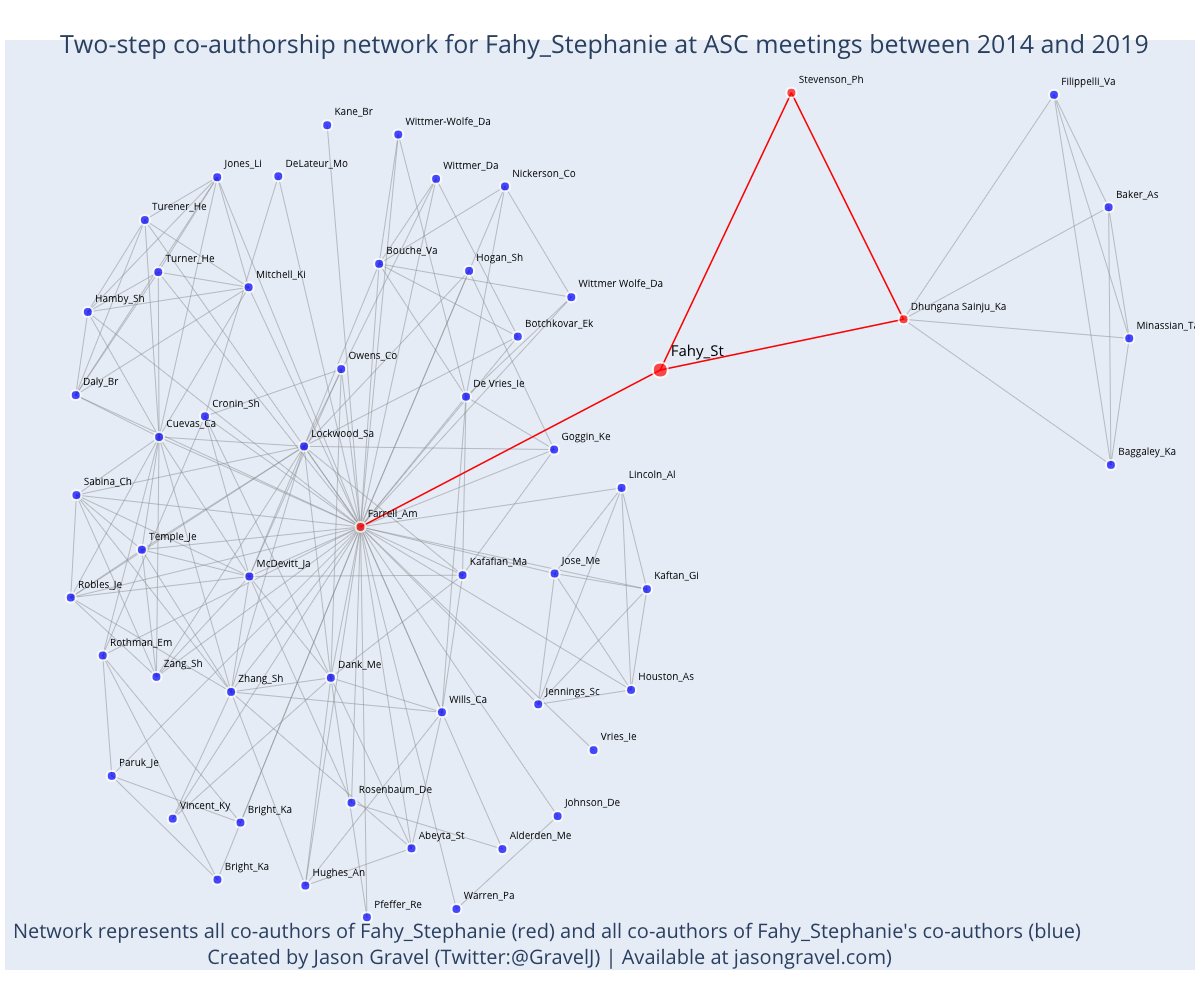 Two-step co-authorship network for Fahy_Stephanie at ASC meetings between 2014 and 2019
Stevenson_Ph
Filippelli_Va
Kane_Br
Wittmer-Wolfe_Da
Jones_Li
DeLateur_Mo
Wittmer_Da
Nickerson_Co
Baker_As
Turener_He
Bouche_Va
Hogan_Sh
Turner_He
Mitchell_Ki
Wittmer Wolfe_Da
Hamby_Sh
Dhungana Sainju_Ka
Botchkovar_Ek
Minassian_Ta
Fahy_St
Owens_Co
Daly_Br
De Vries_Ie
Cronin_Sh
Cuevas_Ca
Lockwood_Sa
Goggin_Ke
Baggaley_Ka
Lincoln_Al
Sabina_Ch
Farrell_Am
Temple_Je
McDevitt_Ja
Kafafian_Ma
Jose_Me
Kaftan_Gi
Robles_Je
Rothman_Em
Zang_Sh
Dank_Me
Zhang_Sh
Houston_As
Jennings_Sc
Wills_Ca
Vries_Ie
Paruk_Je
Rosenbaum_De
Vincent_Ky
Bright_Ka
Johnson_De
Abeyta_St
Alderden_Me
Bright_Ka
Hughes_An
Warren_Pa
Pfeffer_Re
Network represents all co-authors of Fahy_Stephanie (red) and all co-authors of Fahy_Stephanie's co-authors (blue)
Created by Jason Gravel (Twitter:@GravelJ) | Available at jasongravel.com)